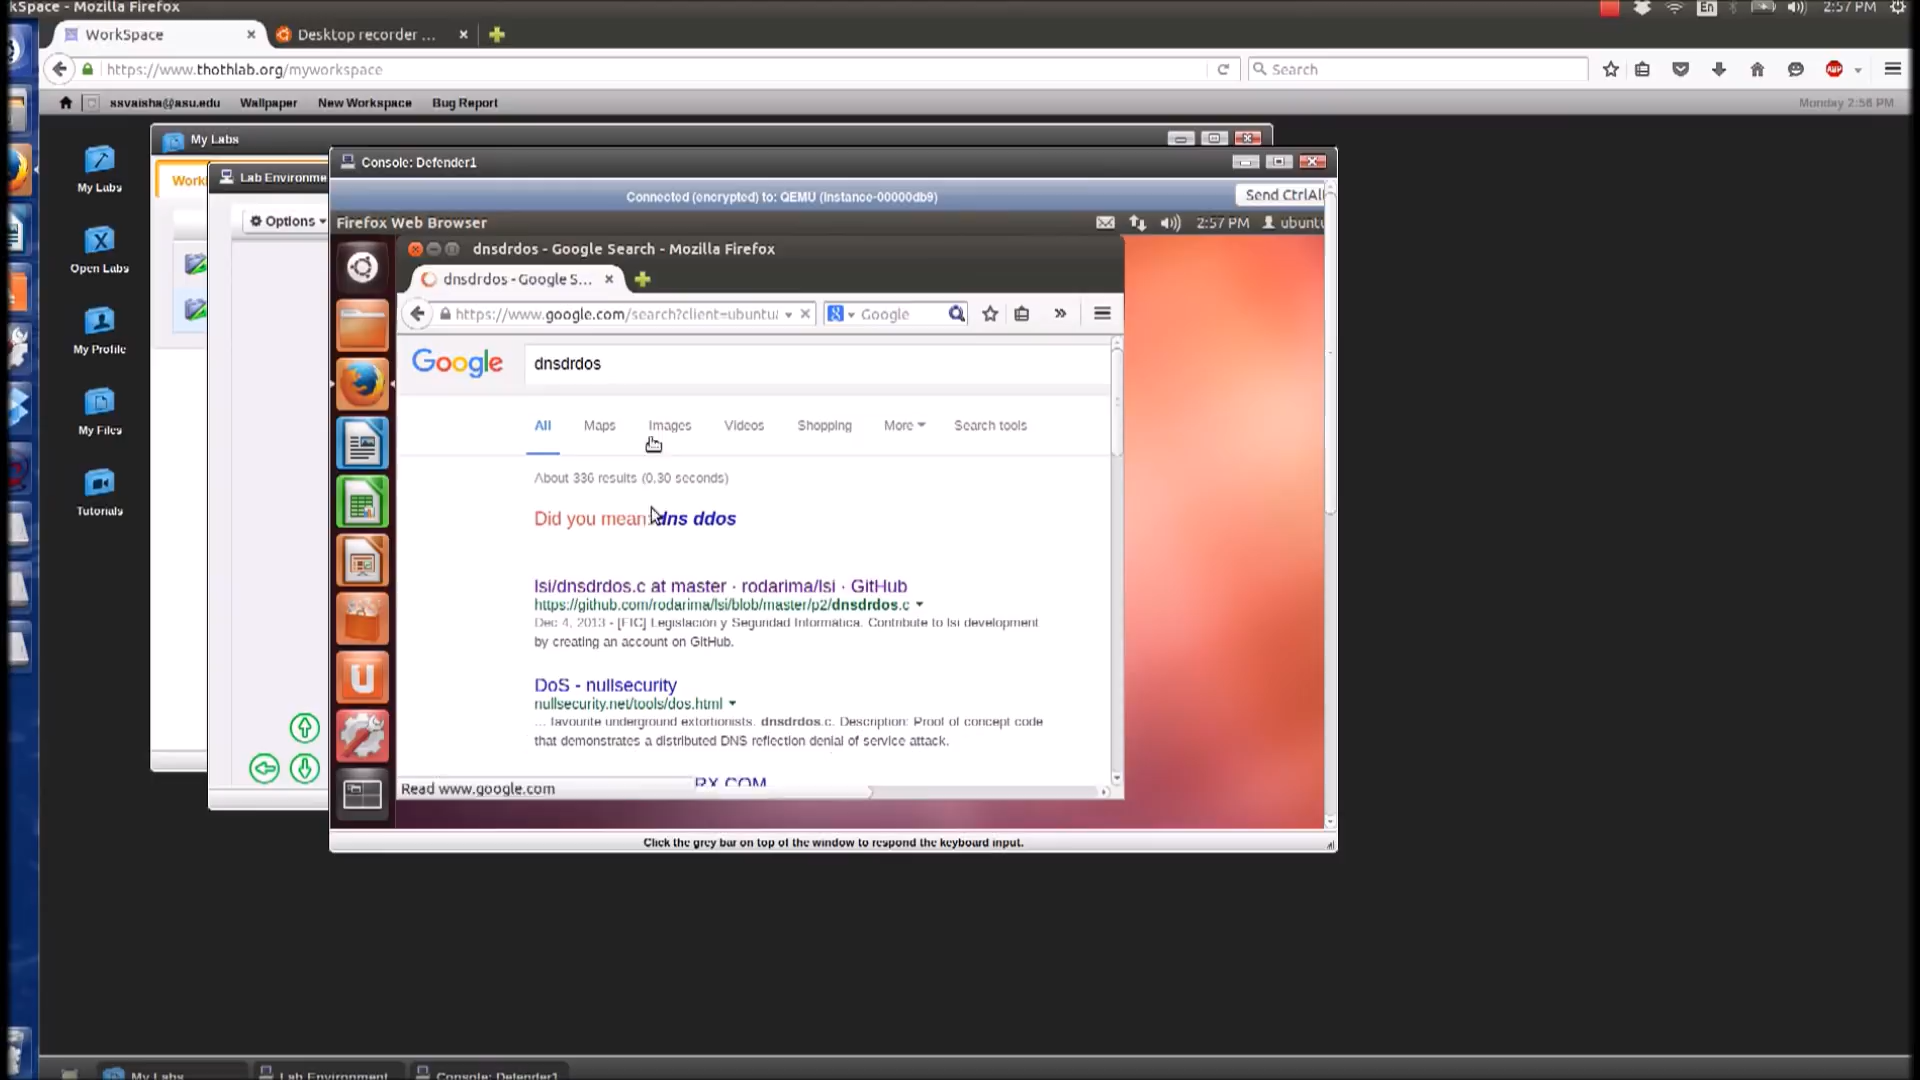 kSpace - Mozilla Firefox
En
2:57 PM
WorkSpace
Desktop recorder ...
https://www.thothlab.org/myworkspace
Search
ABP
ssvaisha@asu.edu Wallpaper New Workspace Bug Report
Monday 2:56 PM
My Labs
Open Labs
My Profile
My Files
Tutorials
My Labs
Worki
Lab Environme
Options
Console: Defender1
Connected (encrypted) to: QEMU (instance-00000db9)
Send CtrlAl
Firefox Web Browser
2:57 PM
ubuntu
dnsdrdos - Google Search - Mozilla Firefox
dnsdrdos - Google S...
https://www.google.com/search?client=ubuntu
Google
Google
dnsdrdos
All Maps Images Videos Shopping More Search tools
About 336 results (0.30 seconds)
Did you mean: dns ddos
lsi/dnsdrdos.c at master · rodarima/lsi · GitHub
https://github.com/rodarima/lsi/blob/master/p2/dnsdrdos.c
Dec 4, 2013 - [FIC] Legislación y Seguridad Informática. Contribute to lsi development
by creating an account on GitHub.
DoS - nullsecurity
nullsecurity.net/tools/dos.html
... favourite underground extortionists. dnsdrdos.c. Description: Proof of concept code
that demonstrates a distributed DNS reflection denial of service attack.
RX.COM
Read www.google.com
Click the grey bar on top of the window to respond the keyboard input.
My Labs
Lab Environment
Console: Defender1